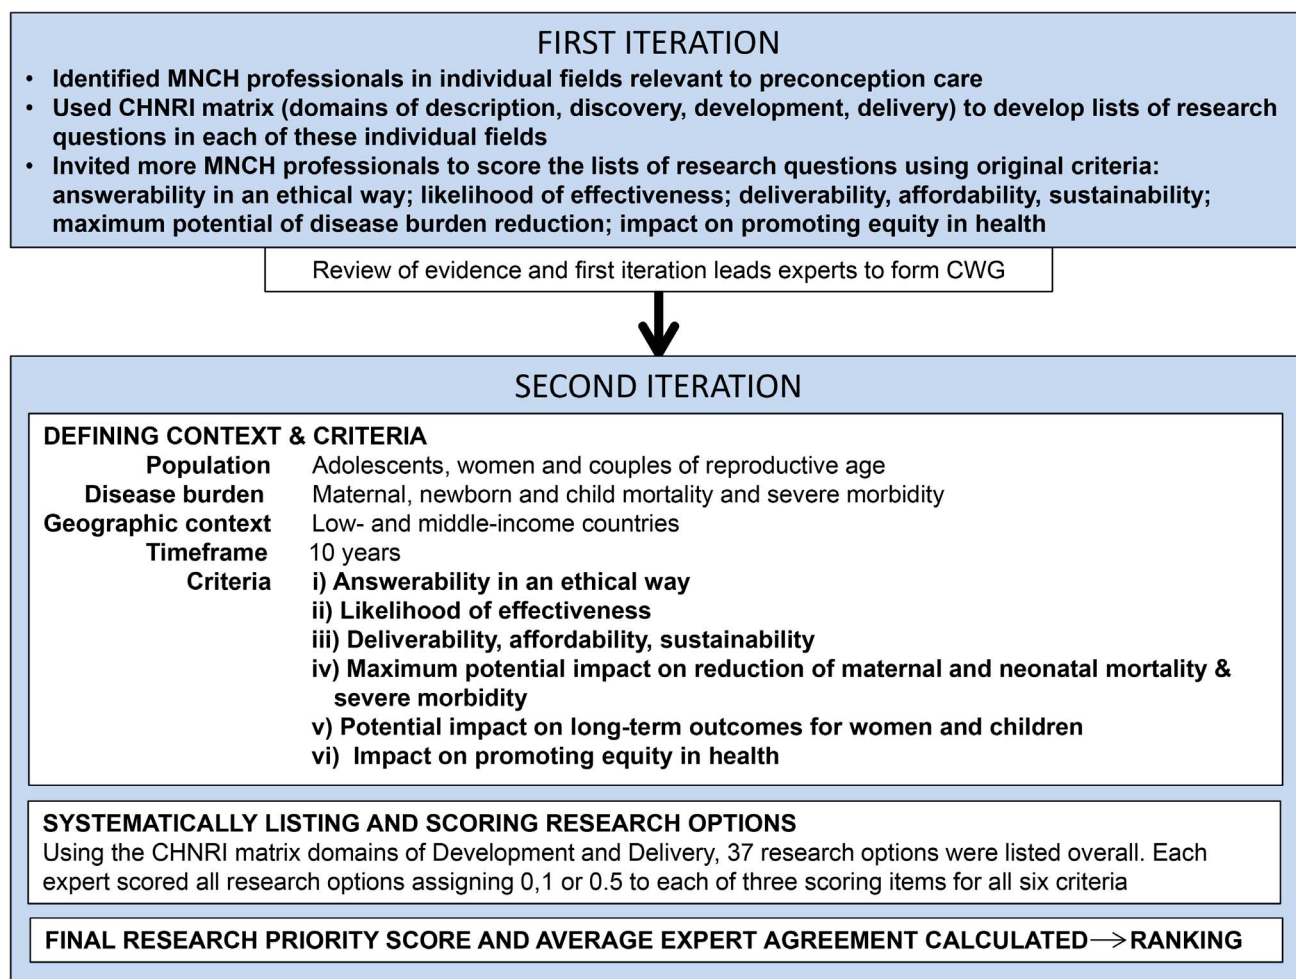 FIRST ITERATION
• Identified MNCH professionals in individual fields relevant to preconception care
• Used CHNRI matrix (domains of description, discovery, development, delivery) to develop lists of research
questions in each of these individual fields
• Invited more MNCH professionals to score the lists of research questions using original criteria:
answerability in an ethical way; likelihood of effectiveness; deliverability, affordability, sustainability;
maximum potential of disease burden reduction; impact on promoting equity in health
Review of evidence and first iteration leads experts to form CWG
SECOND ITERATION
DEFINING CONTEXT & CRITERIA
Population Adolescents, women and couples of reproductive age
Disease burden Maternal, newborn and child mortality and severe morbidity
Geographic context Low- and middle-income countries
Timeframe 10 years
Criteria i) Answerability in an ethical way
ii) Likelihood of effectiveness
iii) Deliverability, affordability, sustainability
iv) Maximum potential impact on reduction of maternal and neonatal mortality &
severe morbidity
v) Potential impact on long-term outcomes for women and children
vi) Impact on promoting equity in health
SYSTEMATICALLY LISTING AND SCORING RESEARCH OPTIONS
Using the CHNRI matrix domains of Development and Delivery, 37 research options were listed overall. Each
expert scored all research options assigning 0,1 or 0.5 to each of three scoring items for all six criteria
FINAL RESEARCH PRIORITY SCORE AND AVERAGE EXPERT AGREEMENT CALCULATED→RANKING